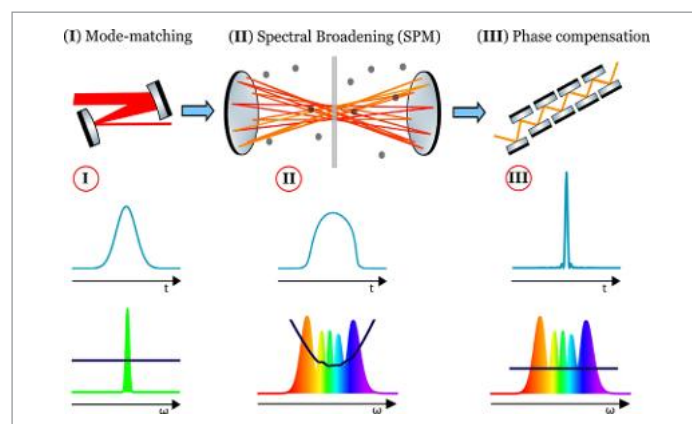 (I) Mode-matching (II) Spectral Broadening (SPM) (III) Phase compensation
I II III
t t t
ω ω ω